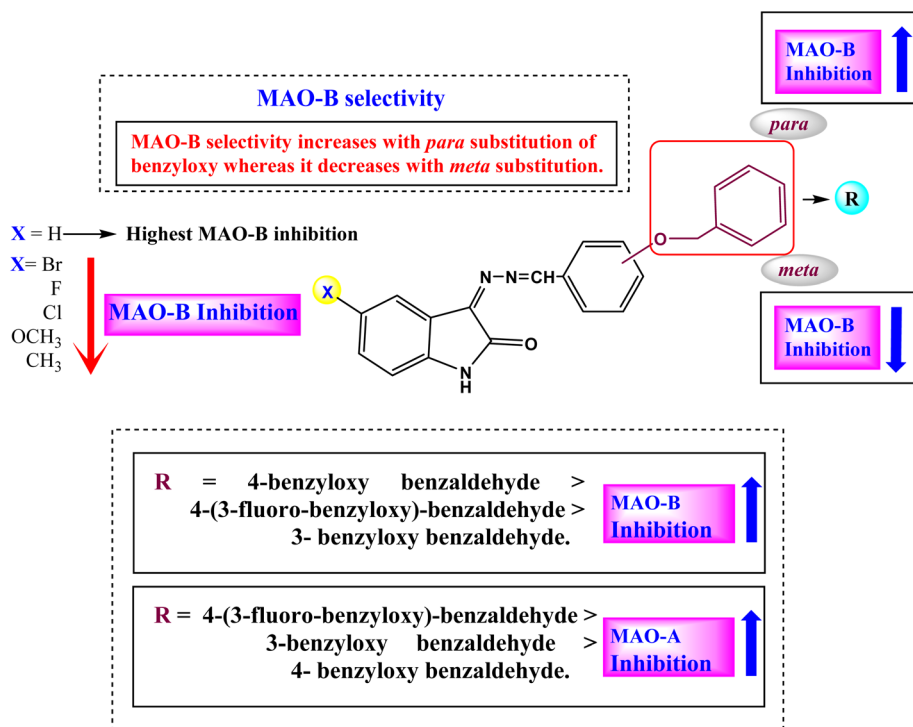 MAO-B selectivity
MAO-B selectivity increases with para substitution of
benzyloxy whereas it decreases with meta substitution.
MAO-B
Inhibition
para
R
meta
MAO-B
Inhibition
X = H
Highest MAO-B inhibition
X= Br
F
Cl
OCH₃
CH₃
MAO-B Inhibition
X
N
N=CH
O
O
N
H
R = 4-benzyloxy benzaldehyde >
4-(3-fluoro-benzyloxy)-benzaldehyde >
3- benzyloxy benzaldehyde.
MAO-B
Inhibition
R = 4-(3-fluoro-benzyloxy)-benzaldehyde >
3-benzyloxy benzaldehyde >
4- benzyloxy benzaldehyde.
MAO-A
Inhibition